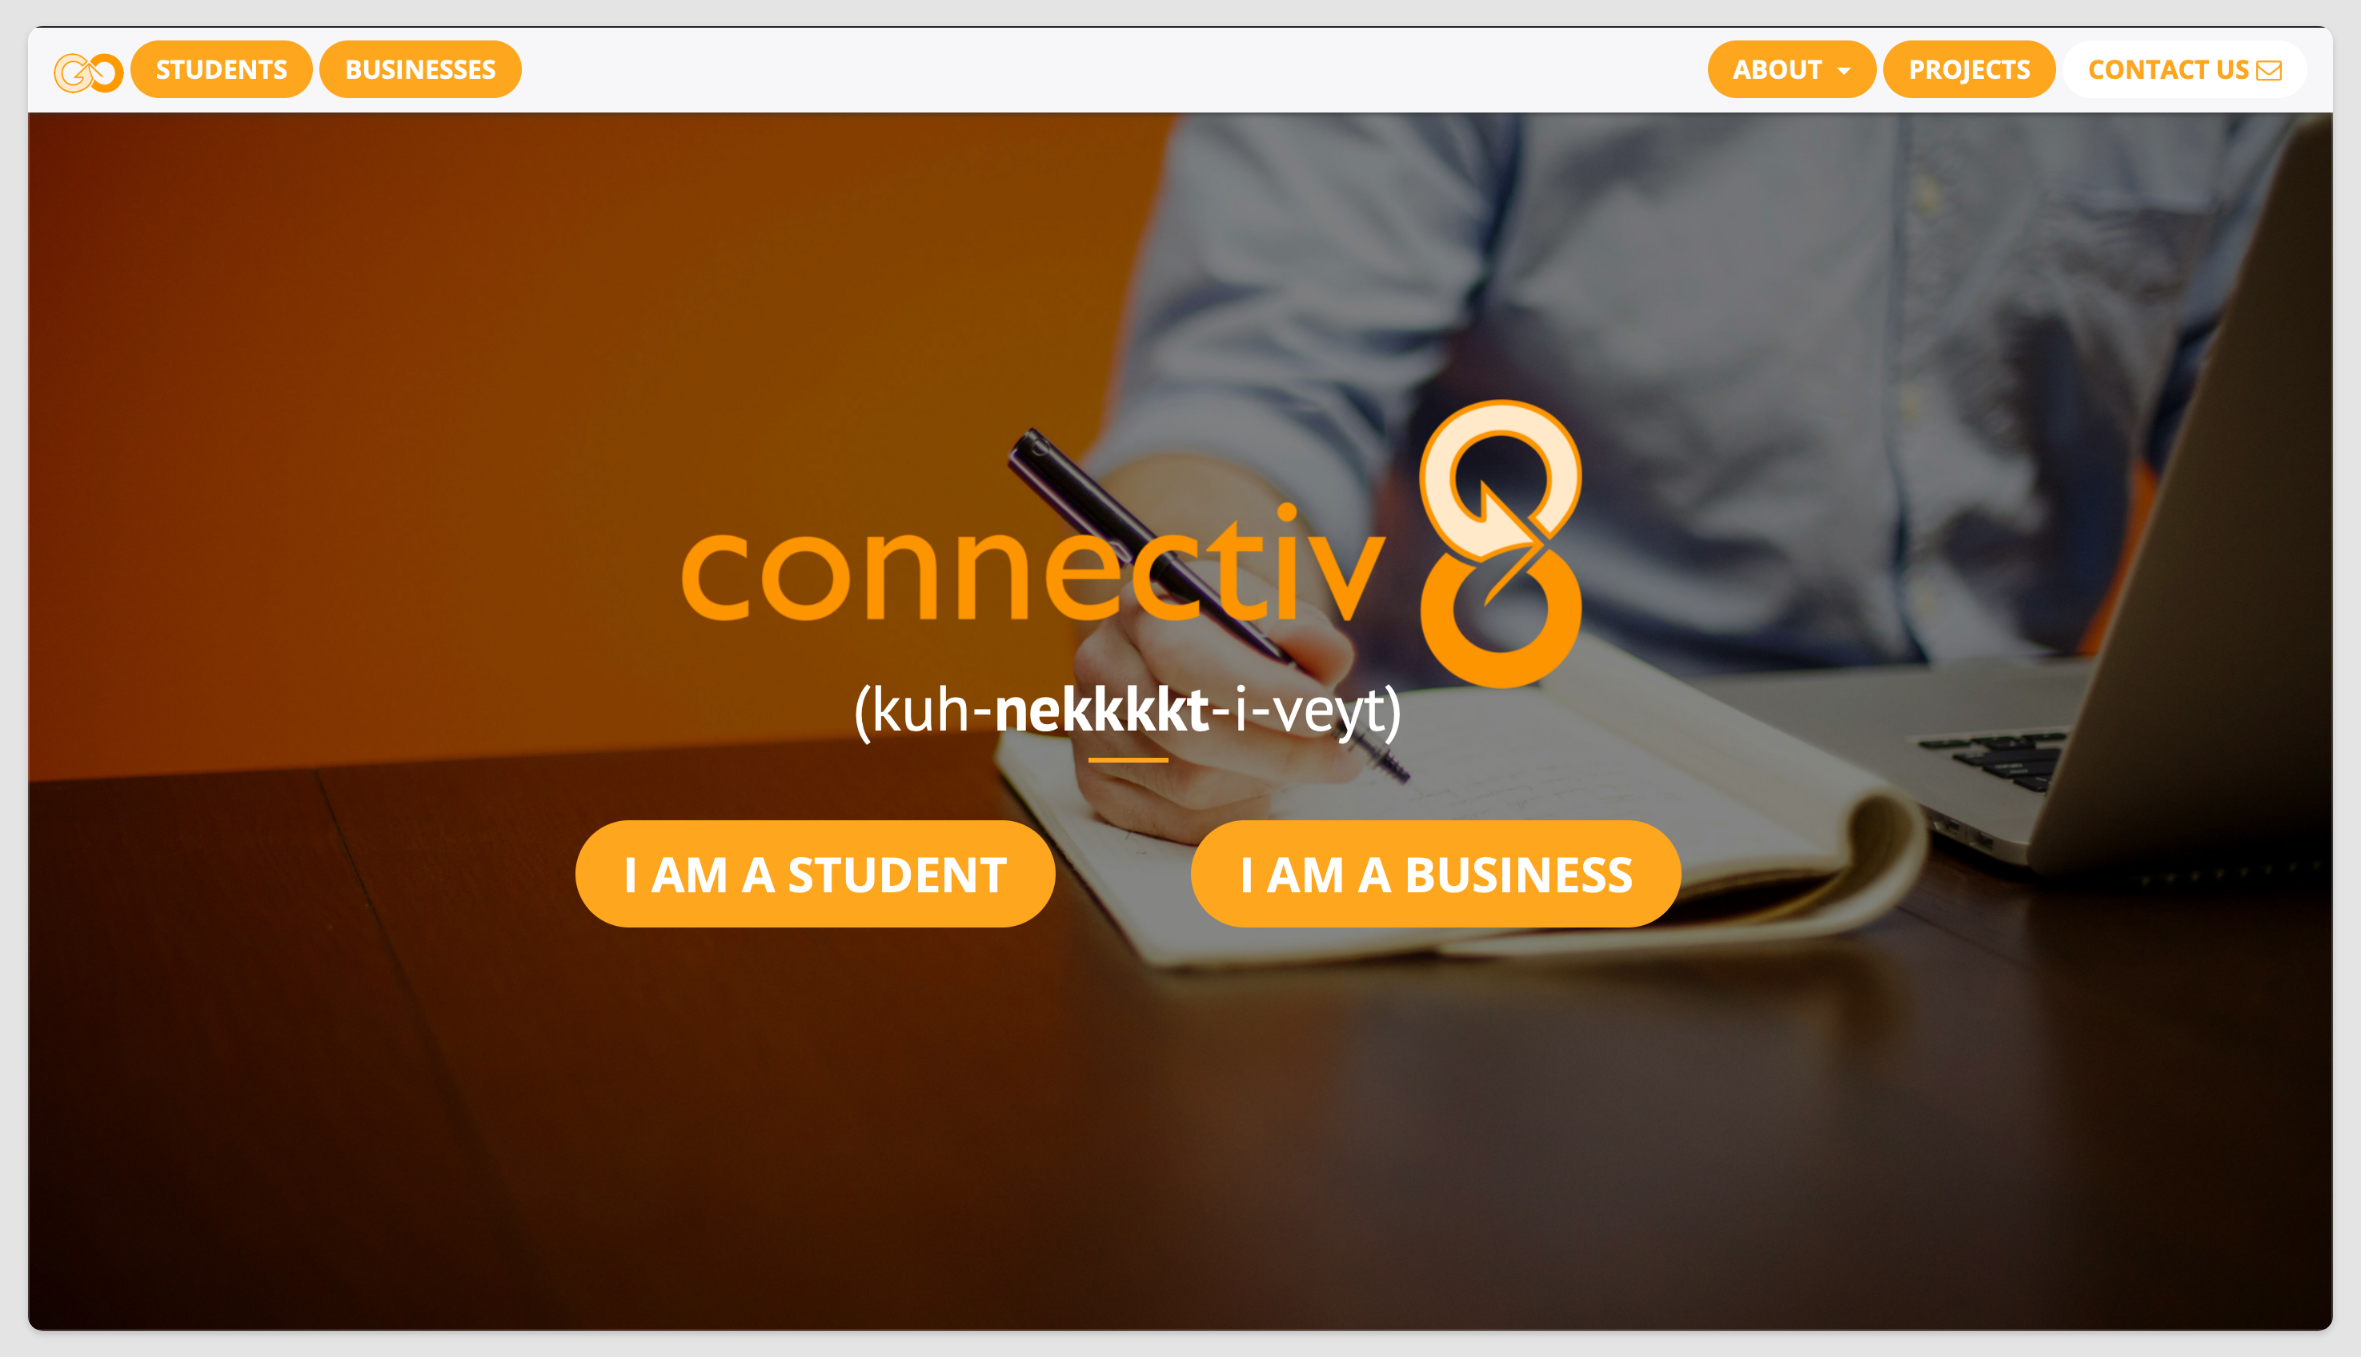 STUDENTS BUSINESSES ABOUT PROJECTS CONTACT US
connectiv8
(kuh-nekkkkt-i-veyt)
I AM A STUDENT I AM A BUSINESS